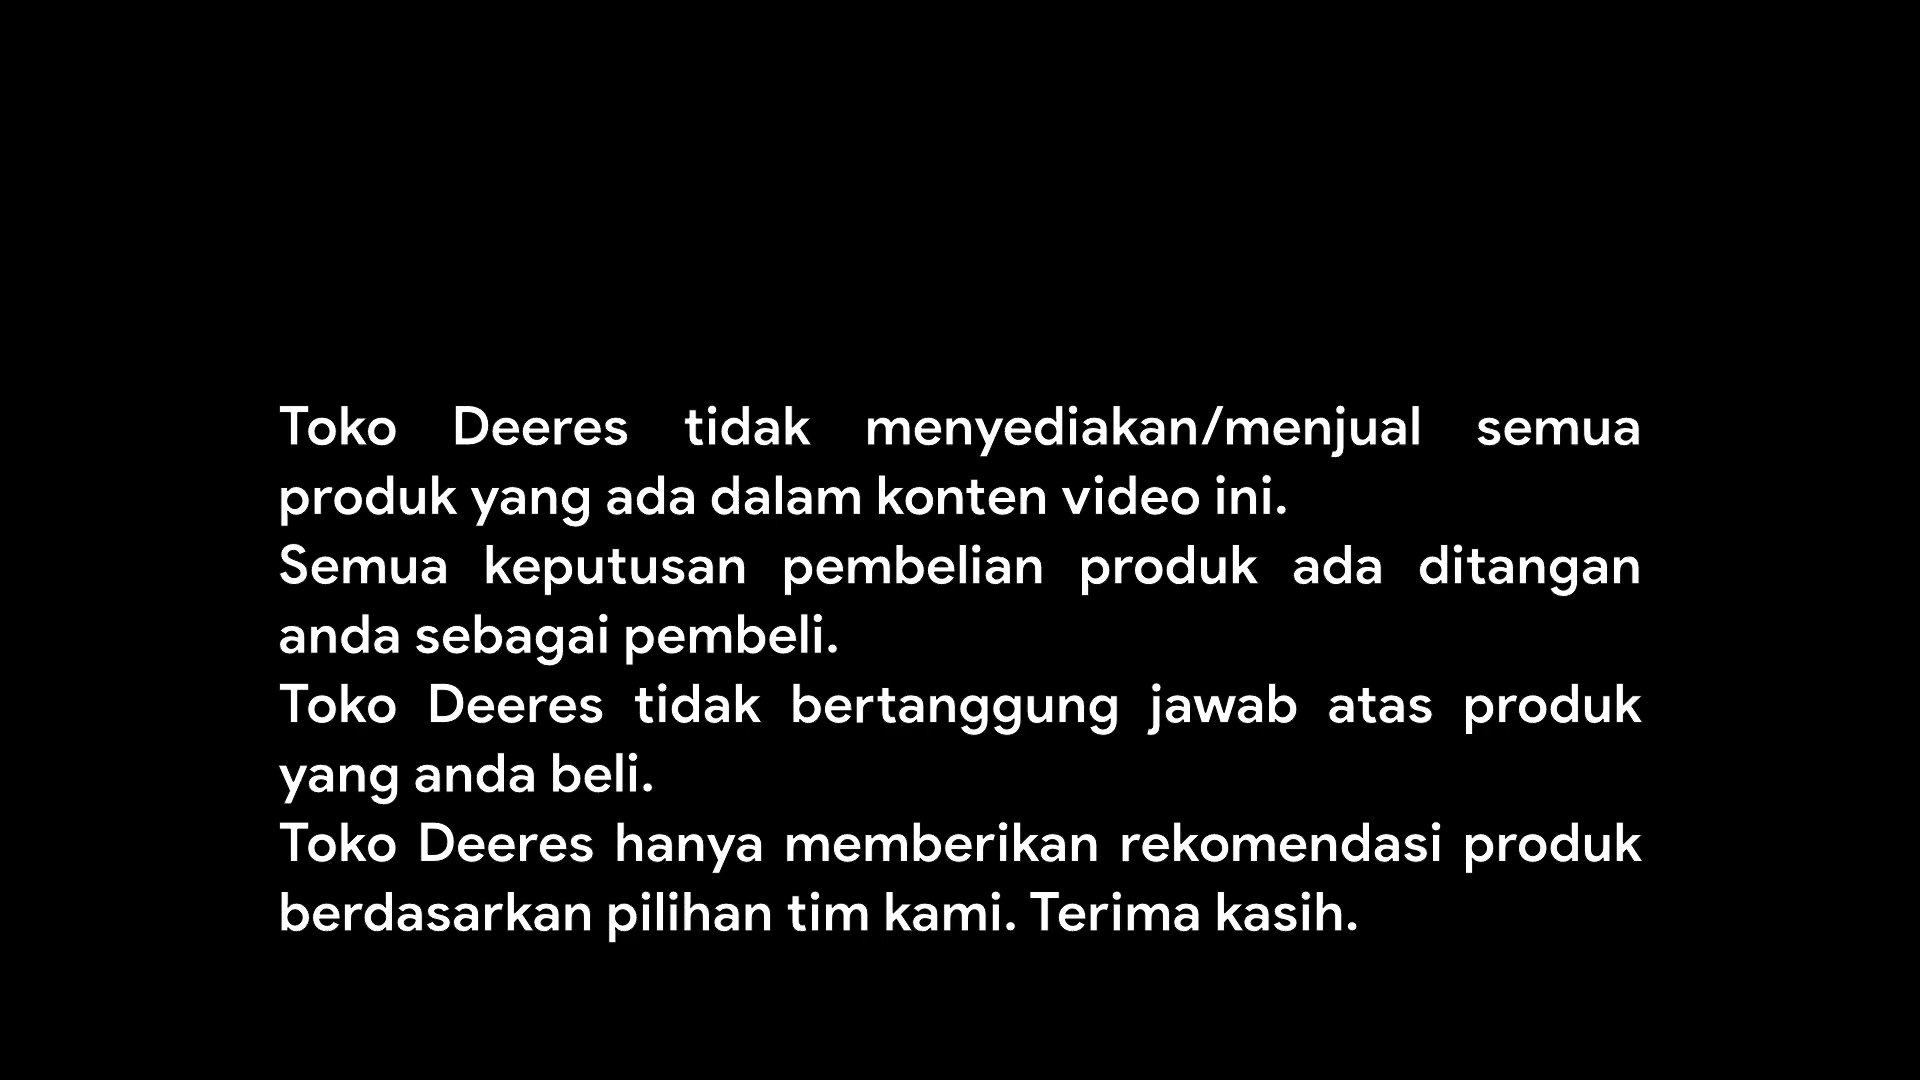 Toko Deeres tidak menyediakan/menjual semua
produk yang ada dalam konten video ini.
Semua keputusan pembelian produk ada ditangan
anda sebagai pembeli.
Toko Deeres tidak bertanggung jawab atas produk
yang anda beli.
Toko Deeres hanya memberikan rekomendasi produk
berdasarkan pilihan tim kami. Terima kasih.